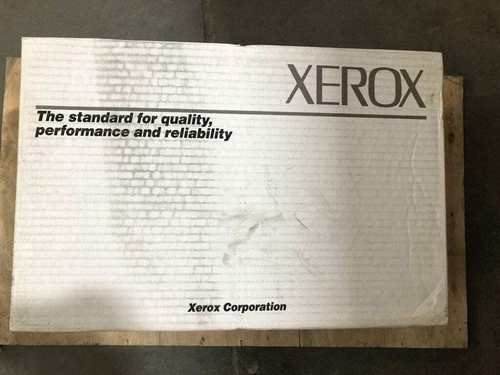 XEROX
The standard for quality,
performance and reliability
Xerox Corporation